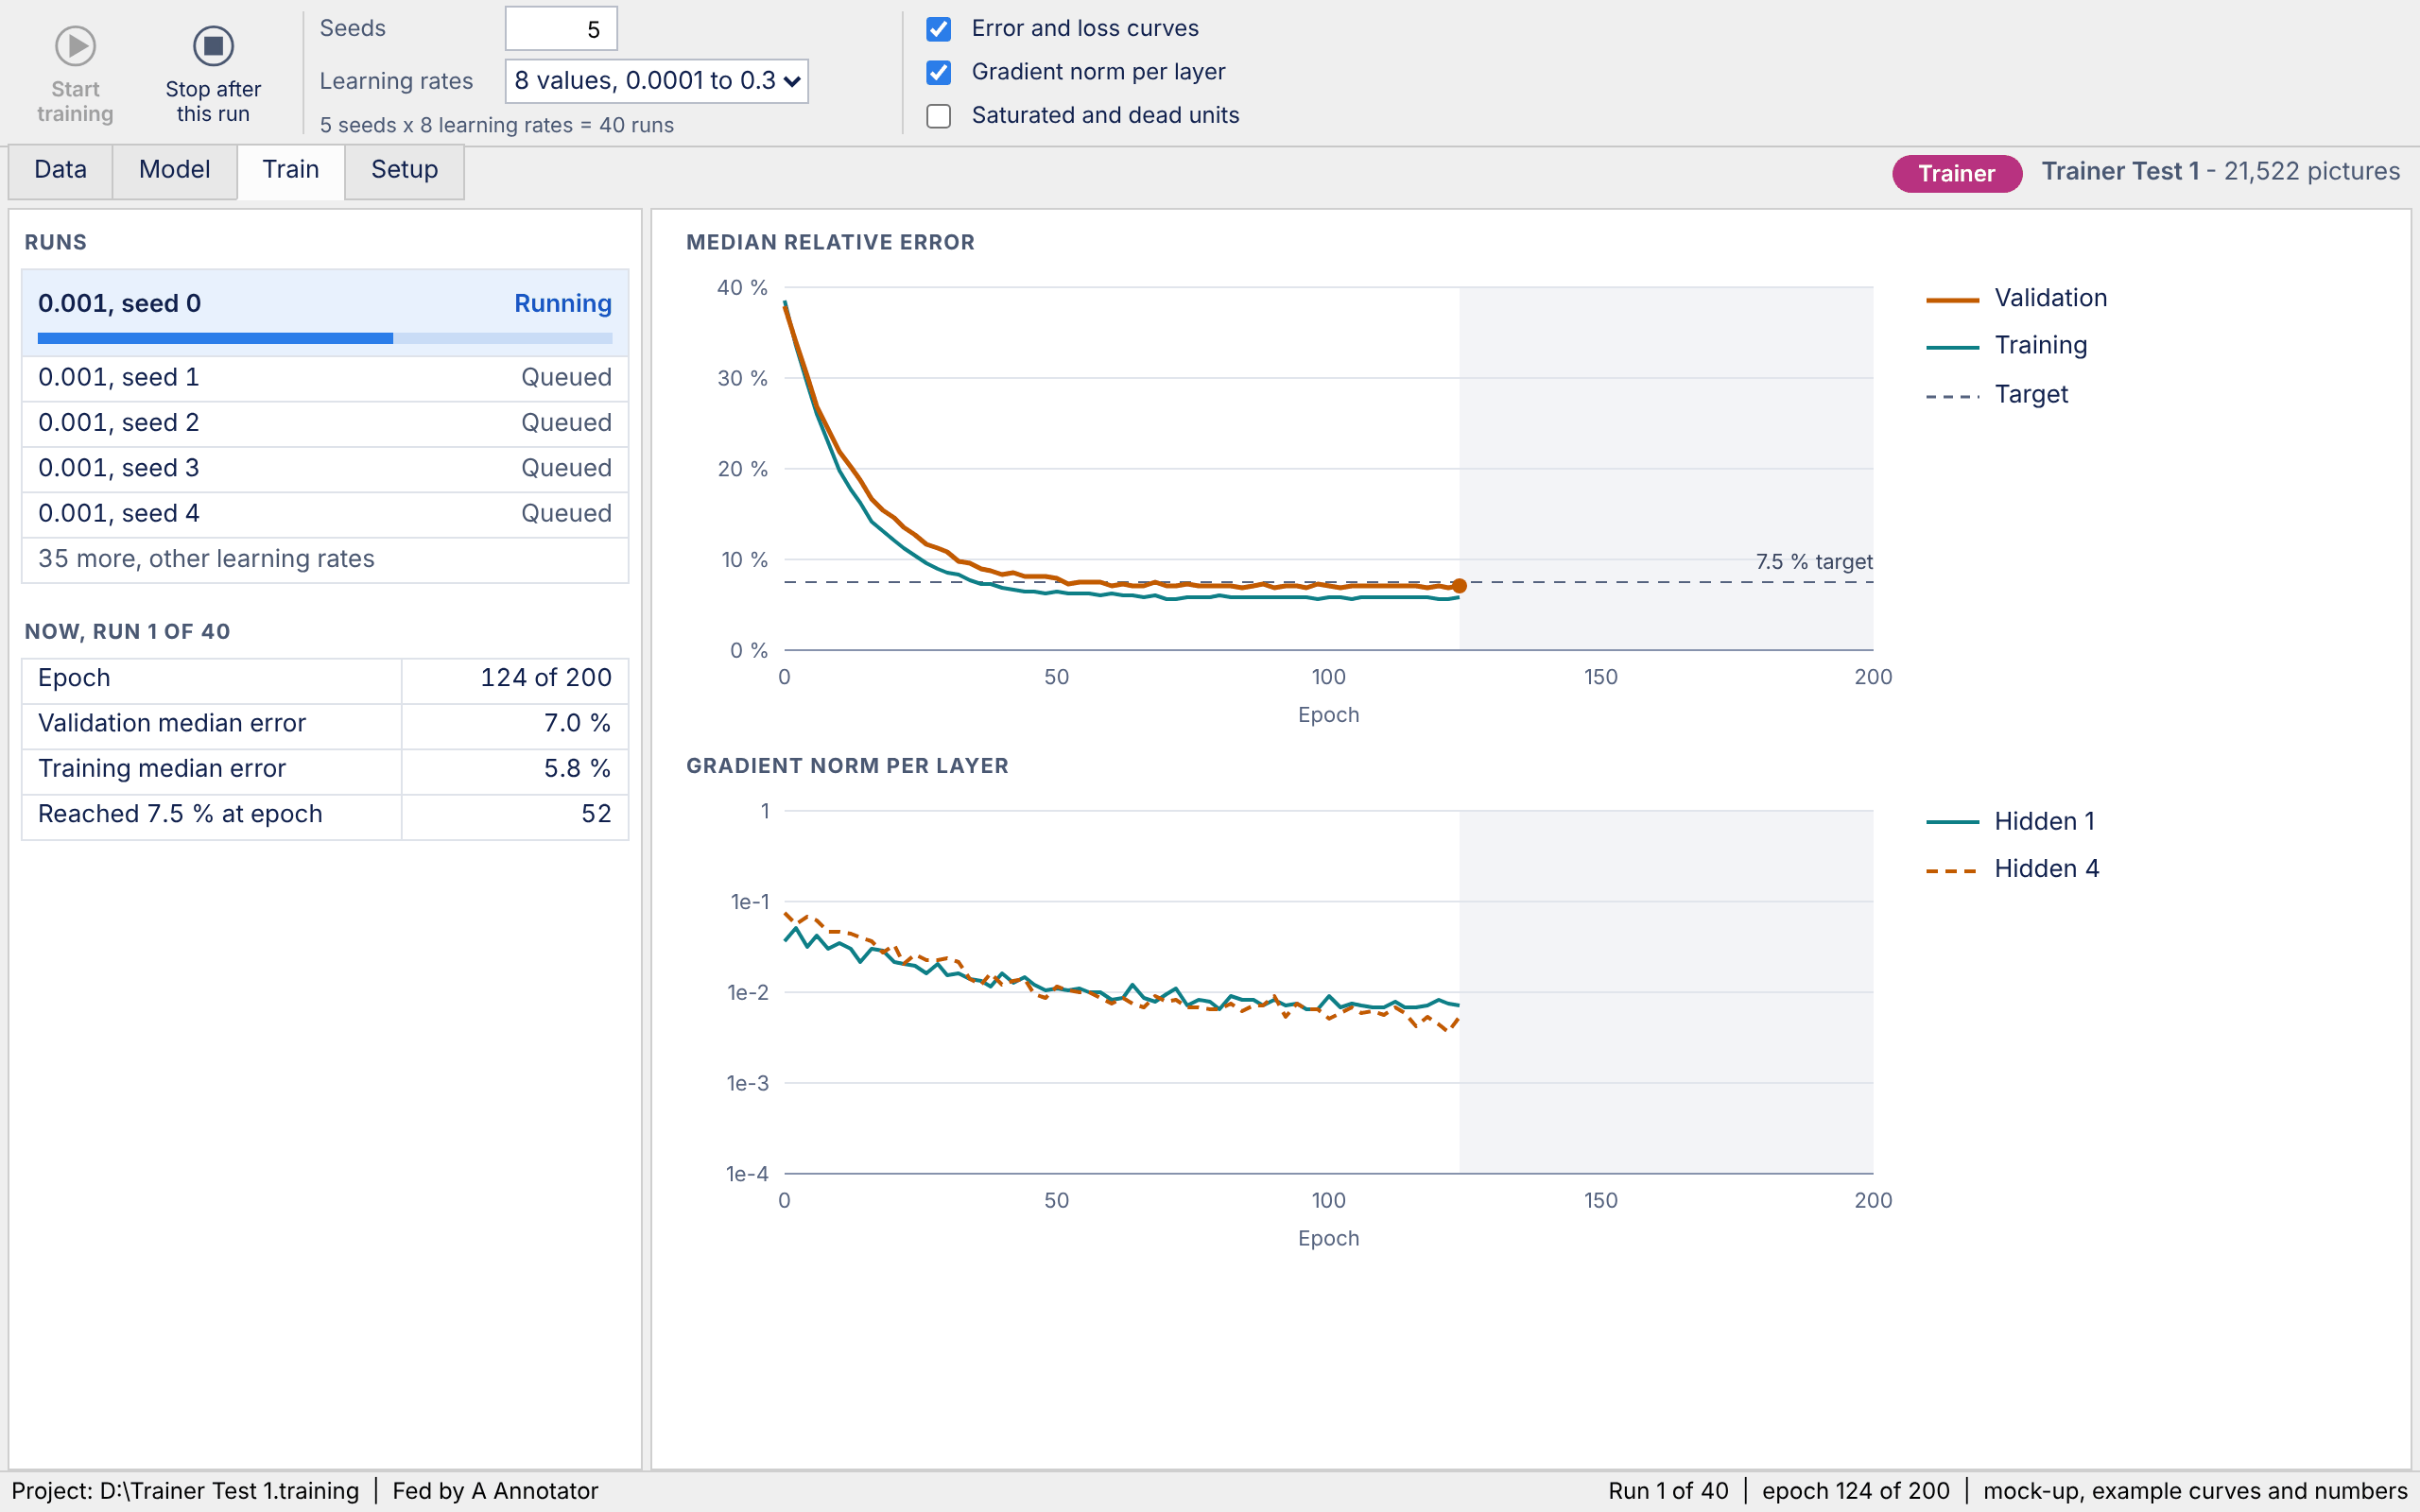 Start
training
Stop after
this run
Seeds
5
Learning rates
8 values, 0.0001 to 0.3
5 seeds x 8 learning rates = 40 runs
Error and loss curves
Gradient norm per layer
Saturated and dead units
Data
Model
Train
Setup
Trainer
Trainer Test 1 - 21,522 pictures
RUNS
0.001, seed 0 Running
0.001, seed 1 Queued
0.001, seed 2 Queued
0.001, seed 3 Queued
0.001, seed 4 Queued
35 more, other learning rates
NOW, RUN 1 OF 40
Epoch 124 of 200
Validation median error 7.0 %
Training median error 5.8 %
Reached 7.5 % at epoch 52
MEDIAN RELATIVE ERROR
40 %
30 %
20 %
10 %
0 %
7.5 % target
0 50 100 150 200
Epoch
Validation
Training
Target
GRADIENT NORM PER LAYER
1
1e-1
1e-2
1e-3
1e-4
0 50 100 150 200
Epoch
Hidden 1
Hidden 4
Project: D:\Trainer Test 1.training | Fed by A Annotator
Run 1 of 40 | epoch 124 of 200 | mock-up, example curves and numbers